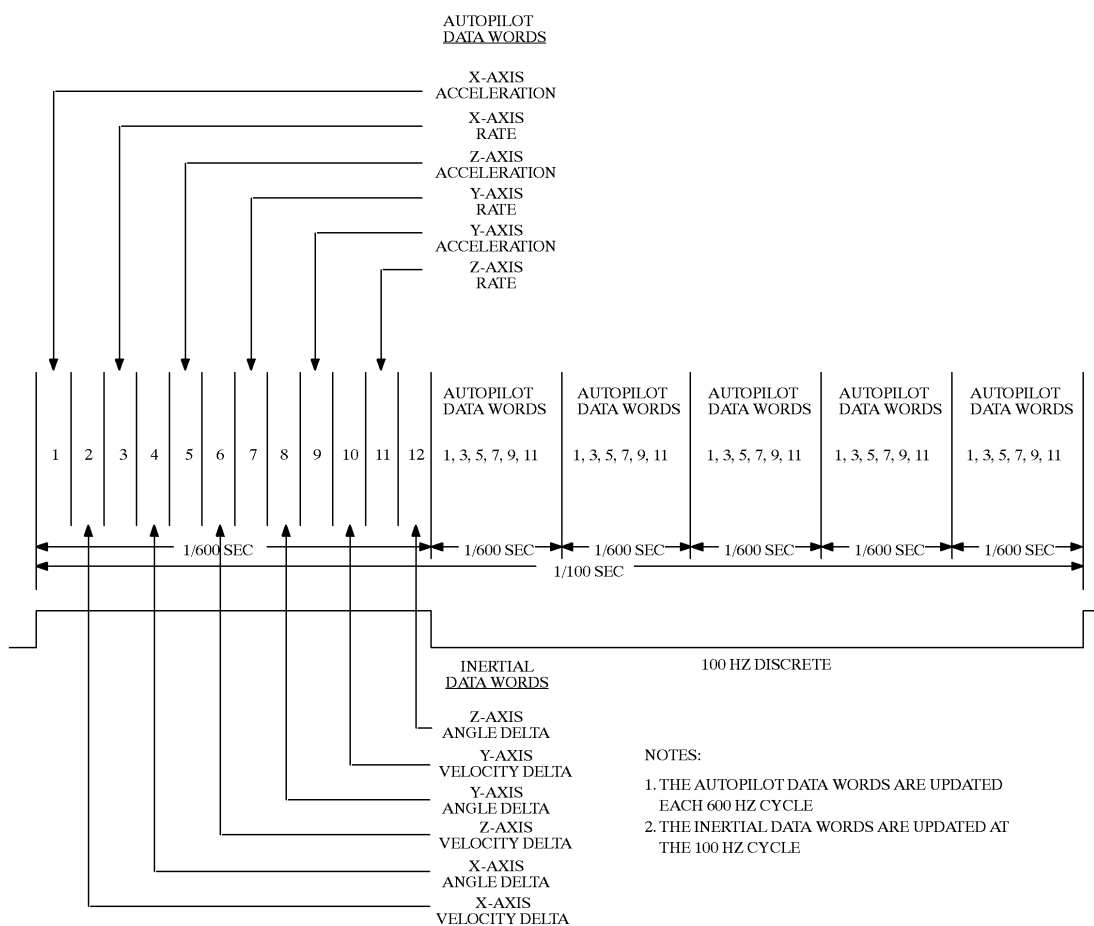 AUTOPILOT
DATA WORDS
X-AXIS
ACCELERATION
X-AXIS
RATE
Z-AXIS
ACCELERATION
Y-AXIS
RATE
Y-AXIS
ACCELERATION
Z-AXIS
RATE
1 2 3 4 5 6 7 8 9 10 11 12
AUTOPILOT
DATA WORDS
1, 3, 5, 7, 9, 11
AUTOPILOT
DATA WORDS
1, 3, 5, 7, 9, 11
AUTOPILOT
DATA WORDS
1, 3, 5, 7, 9, 11
AUTOPILOT
DATA WORDS
1, 3, 5, 7, 9, 11
AUTOPILOT
DATA WORDS
1, 3, 5, 7, 9, 11
1/600 SEC 1/600 SEC 1/600 SEC 1/600 SEC 1/600 SEC 1/600 SEC
1/100 SEC
100 HZ DISCRETE
INERTIAL
DATA WORDS
Z-AXIS
ANGLE DELTA
Y-AXIS
VELOCITY DELTA
Y-AXIS
ANGLE DELTA
Z-AXIS
VELOCITY DELTA
X-AXIS
ANGLE DELTA
X-AXIS
VELOCITY DELTA
NOTES:
1. THE AUTOPILOT DATA WORDS ARE UPDATED
EACH 600 HZ CYCLE
2. THE INERTIAL DATA WORDS ARE UPDATED AT
THE 100 HZ CYCLE